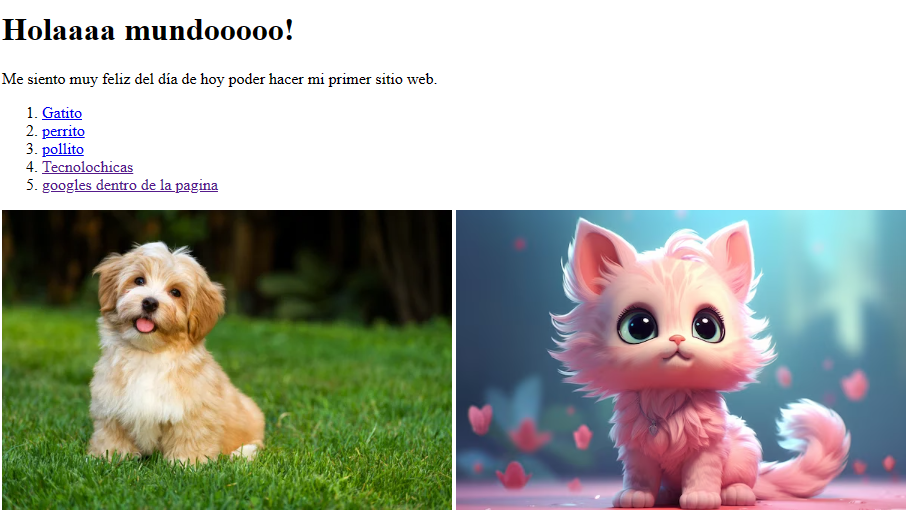 Holaaaa mundooooo!
Me siento muy feliz del día de hoy poder hacer mi primer sitio web.
1. Gatito
2. perrito
3. pollito
4. Tecnolochicas
5. googles dentro de la pagina